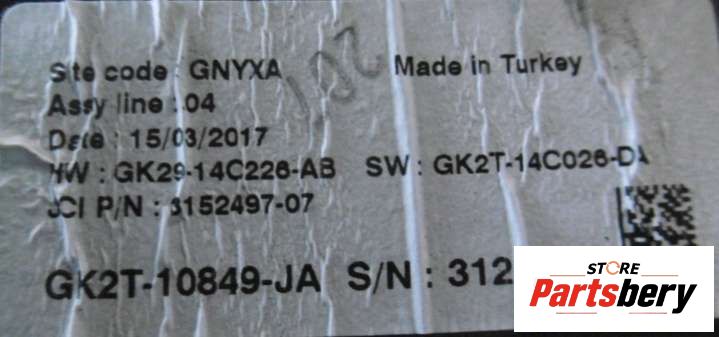 Site code : GNYXA
Made in Turkey
Assy line : 04
Date : 15/03/2017
HW : GK29-14C226-AB SW : GK2T-14C026-DA
JCI P/N : 3152497-07
GK2T-10849-JA S/N : 312
STORE
Partsbery